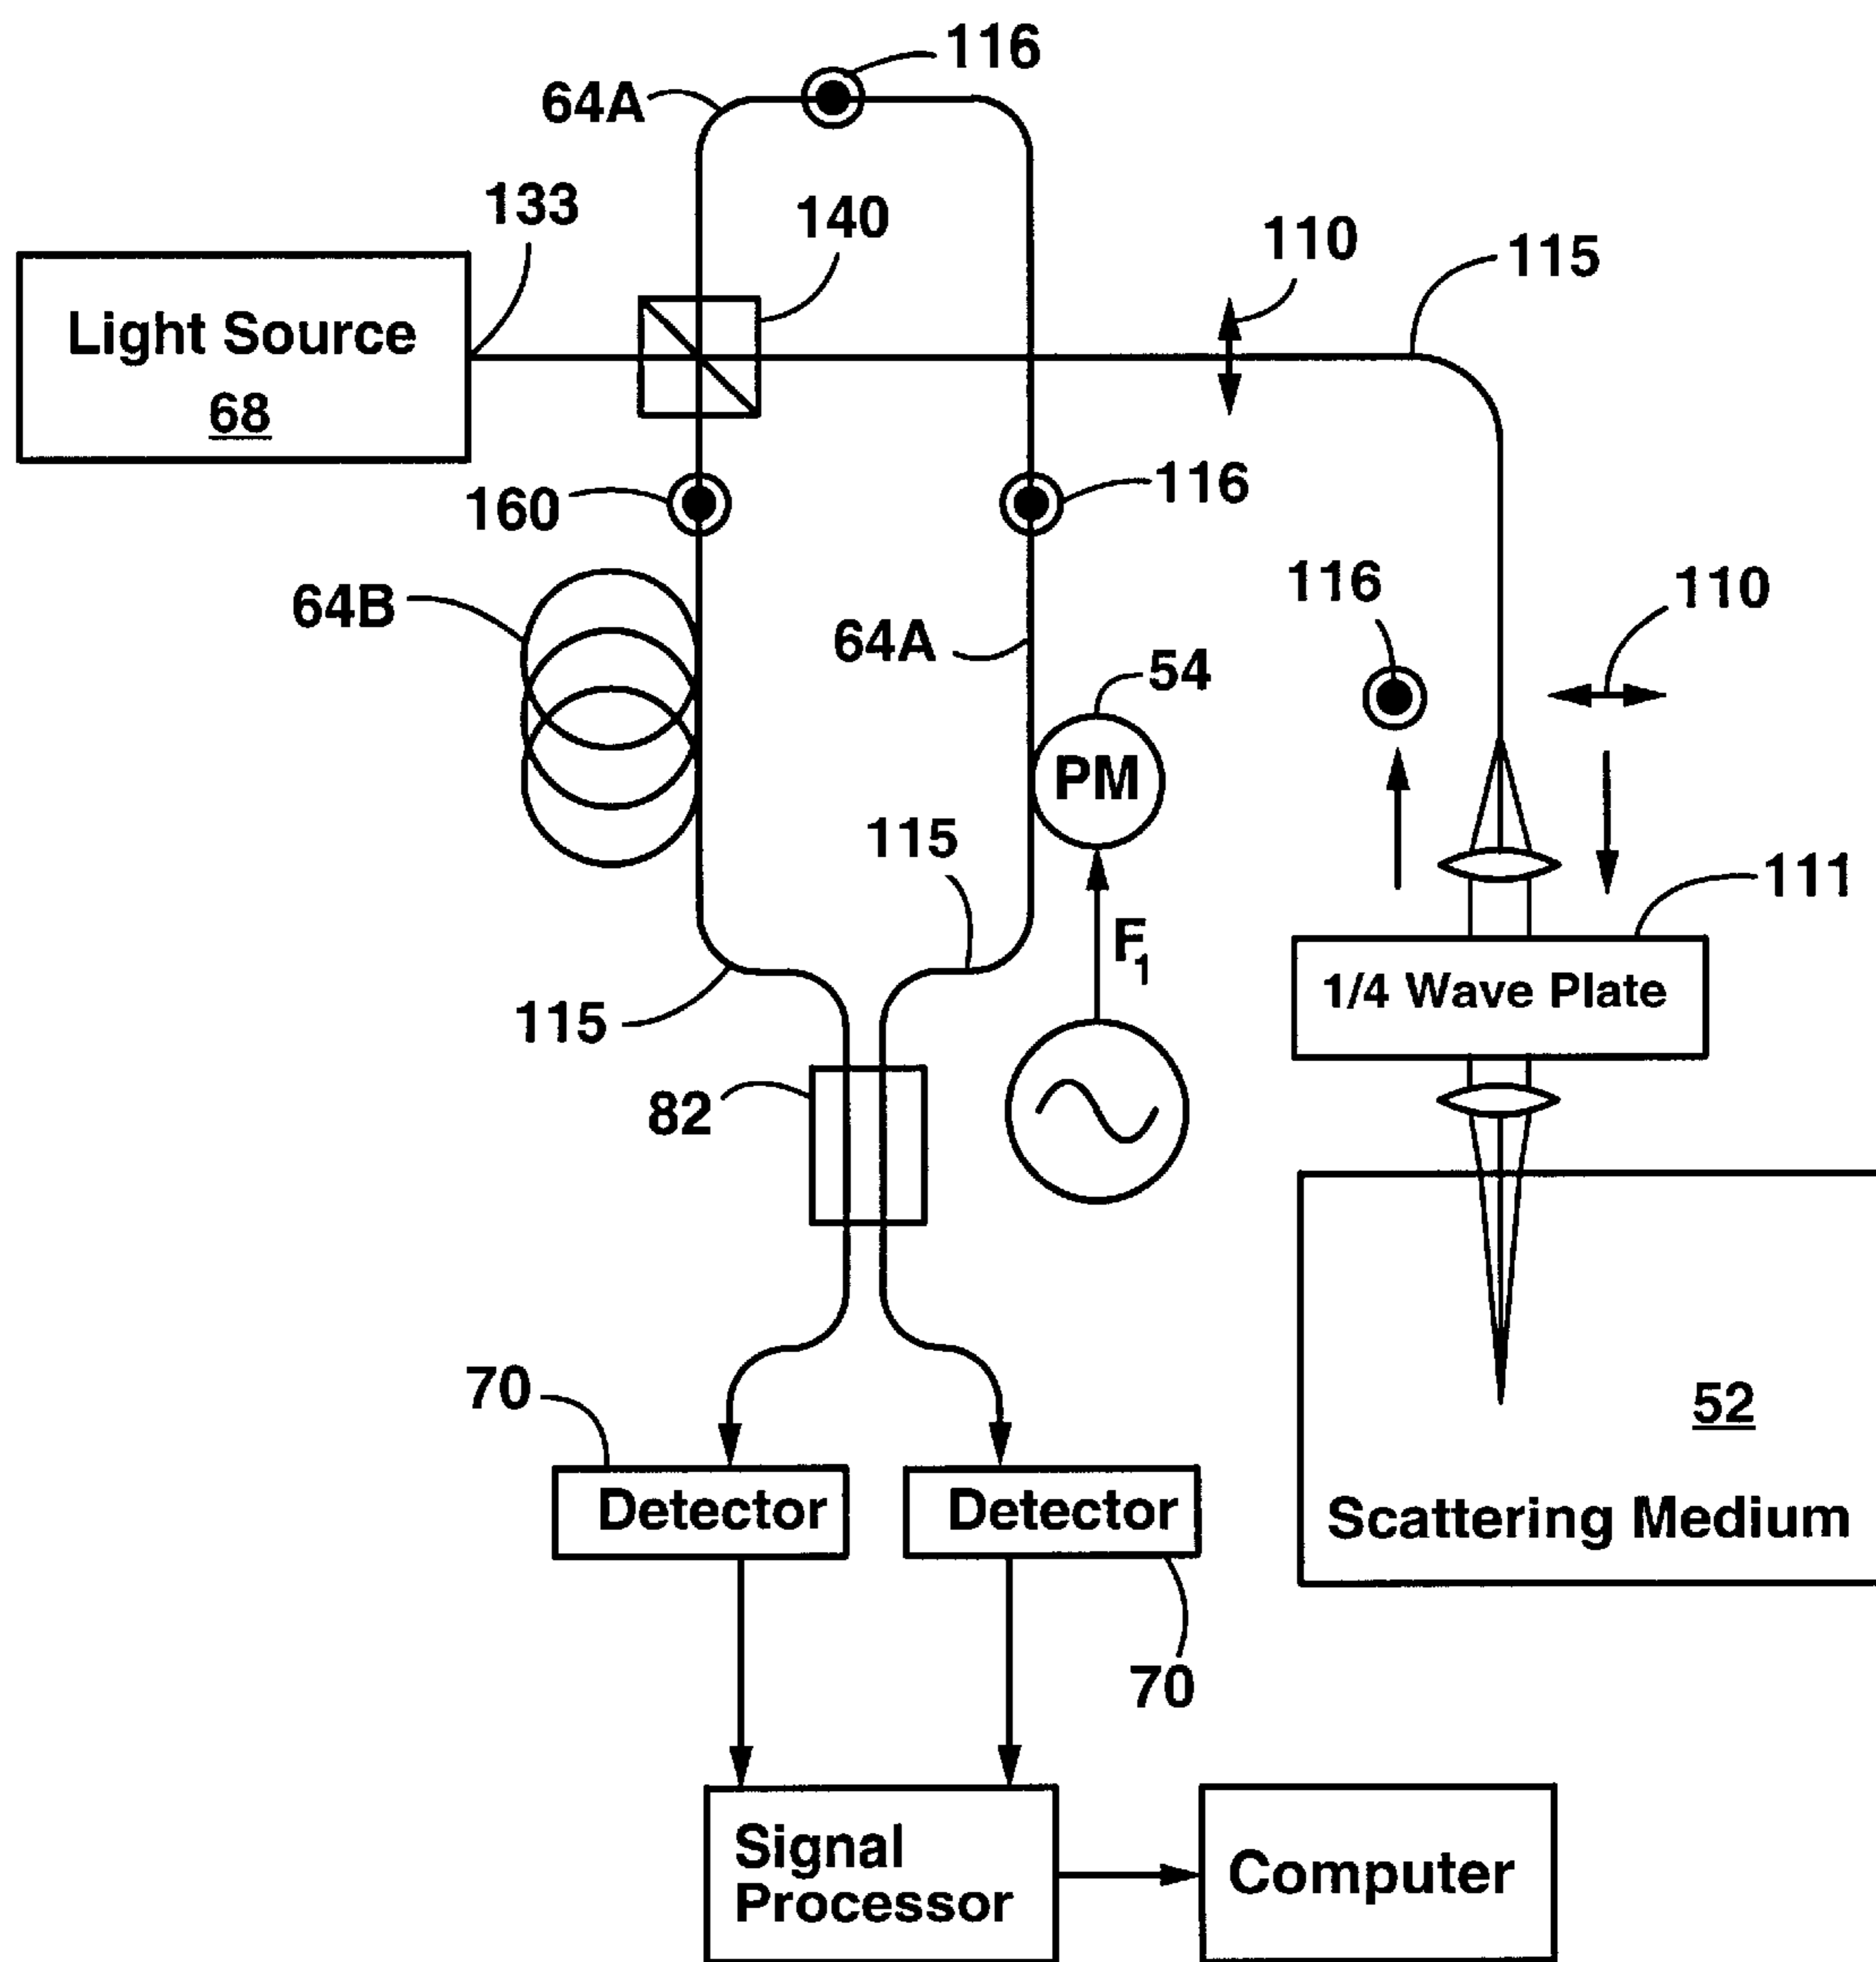 116
64A
133
140
110
115
Light Source
68
160
116
64B
116
110
64A
54
PM
115
111
F1
1/4 Wave Plate
115
82
52
70
Detector
Detector
Scattering Medium
70
Signal
Processor
Computer